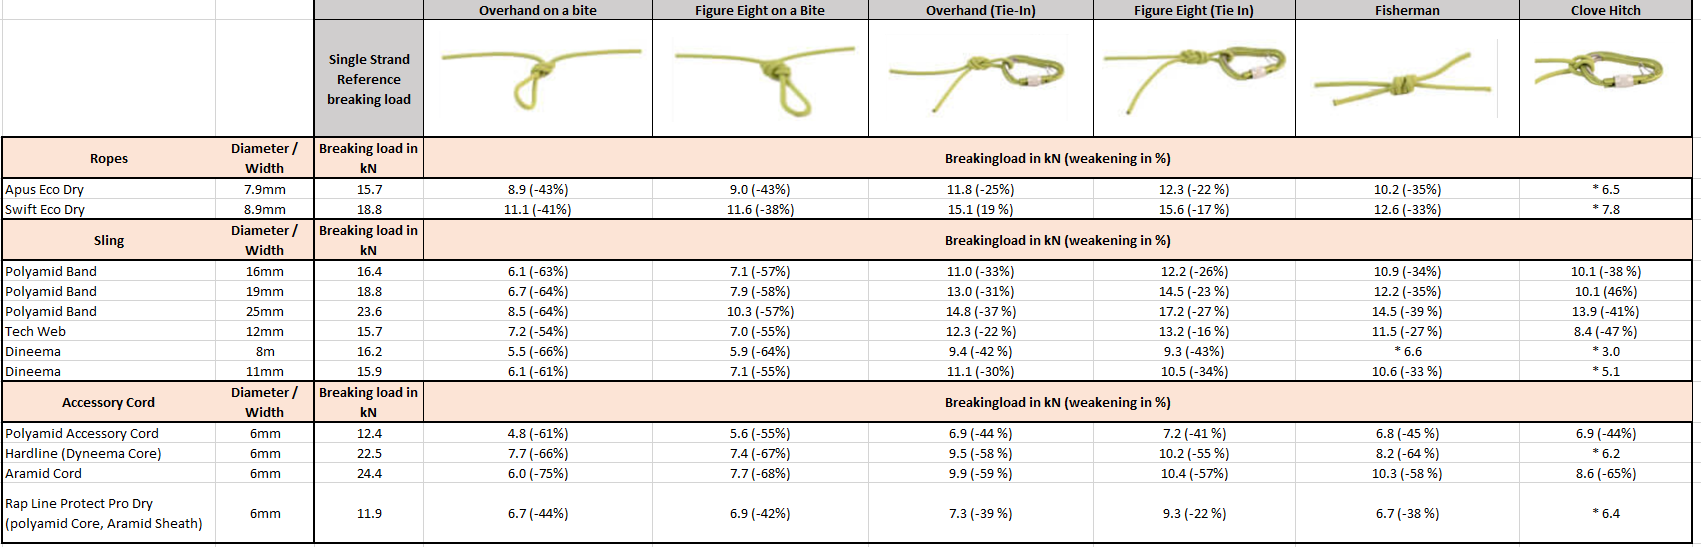 Overhand on a bite Figure Eight on a Bite Overhand (Tie-In) Figure Eight (Tie In) Fisherman Clove Hitch
Single Strand
Reference
breaking load
Ropes Diameter / Width Breaking load in kN Breakingload in kN (weakening in %)
Apus Eco Dry 7.9mm 15.7 8.9 (-43%) 9.0 (-43%) 11.8 (-25%) 12.3 (-22 %) 10.2 (-35%) * 6.5
Swift Eco Dry 8.9mm 18.8 11.1 (-41%) 11.6 (-38%) 15.1 (19 %) 15.6 (-17 %) 12.6 (-33%) * 7.8
Sling Diameter / Width Breaking load in kN Breakingload in kN (weakening in %)
Polyamid Band 16mm 16.4 6.1 (-63%) 7.1 (-57%) 11.0 (-33%) 12.2 (-26%) 10.9 (-34%) 10.1 (-38 %)
Polyamid Band 19mm 18.8 6.7 (-64%) 7.9 (-58%) 13.0 (-31%) 14.5 (-23 %) 12.2 (-35%) 10.1 (46%)
Polyamid Band 25mm 23.6 8.5 (-64%) 10.3 (-57%) 14.8 (-37 %) 17.2 (-27 %) 14.5 (-39 %) 13.9 (-41%)
Tech Web 12mm 15.7 7.2 (-54%) 7.0 (-55%) 12.3 (-22 %) 13.2 (-16 %) 11.5 (-27 %) 8.4 (-47 %)
Dineema 8m 16.2 5.5 (-66%) 5.9 (-64%) 9.4 (-42 %) 9.3 (-43%) * 6.6 * 3.0
Dineema 11mm 15.9 6.1 (-61%) 7.1 (-55%) 11.1 (-30%) 10.5 (-34%) 10.6 (-33 %) * 5.1
Accessory Cord Diameter / Width Breaking load in kN Breakingload in kN (weakening in %)
Polyamid Accessory Cord 6mm 12.4 4.8 (-61%) 5.6 (-55%) 6.9 (-44 %) 7.2 (-41 %) 6.8 (-45 %) 6.9 (-44%)
Hardline (Dyneema Core) 6mm 22.5 7.7 (-66%) 7.4 (-67%) 9.5 (-58 %) 10.2 (-55 %) 8.2 (-64 %) * 6.2
Aramid Cord 6mm 24.4 6.0 (-75%) 7.7 (-68%) 9.9 (-59 %) 10.4 (-57%) 10.3 (-58 %) 8.6 (-65%)
Rap Line Protect Pro Dry
(polyamid Core, Aramid Sheath) 6mm 11.9 6.7 (-44%) 6.9 (-42%) 7.3 (-39 %) 9.3 (-22 %) 6.7 (-38 %) * 6.4